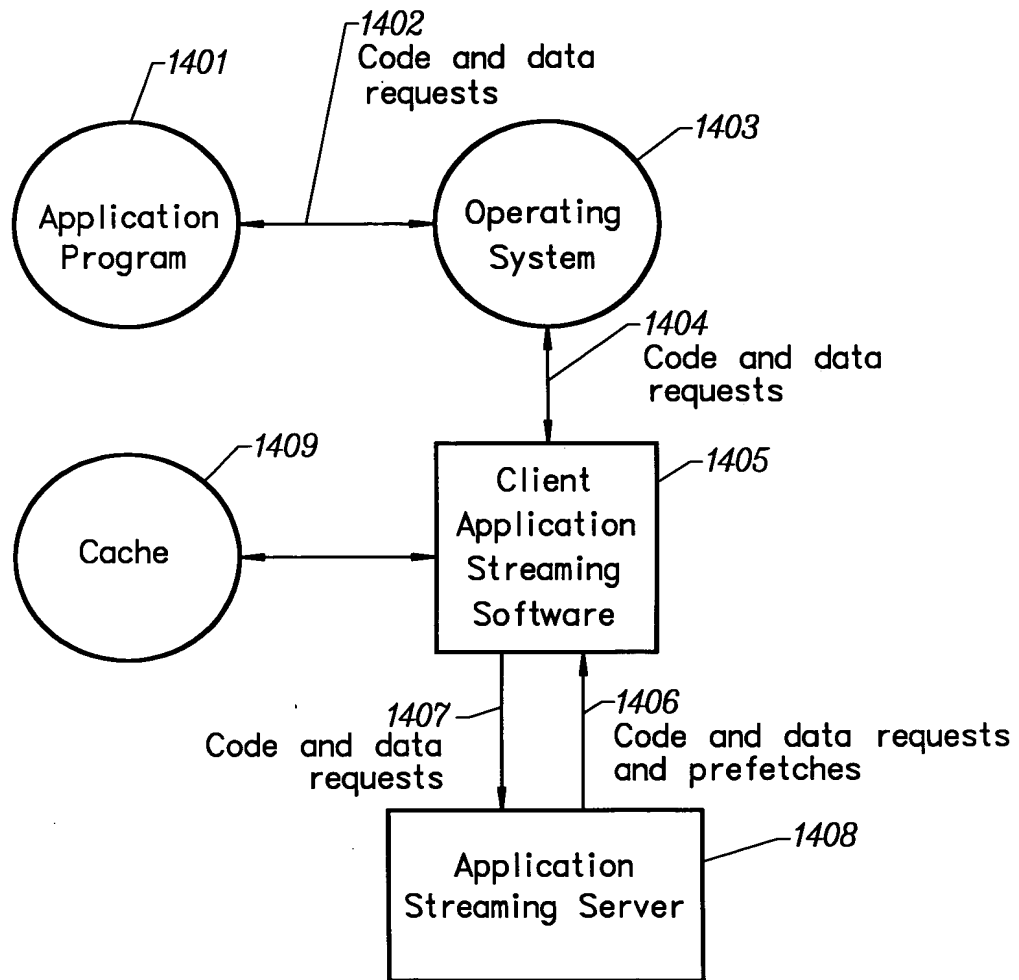 1402
Code and data
requests
1401
1403
Application
Program
Operating
System
1404
Code and data
requests
1409
1405
Cache
Client
Application
Streaming
Software
1407
Code and data
requests
1406
Code and data requests
and prefetches
1408
Application
Streaming Server